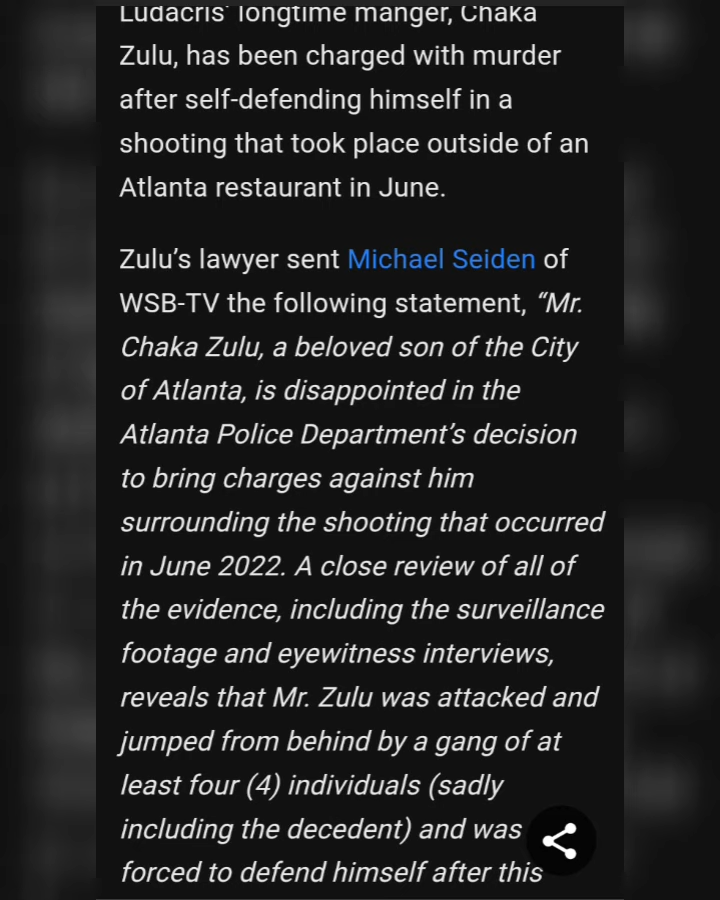 Ludacris' longtime manger, Chaka
Zulu, has been charged with murder
after self-defending himself in a
shooting that took place outside of an
Atlanta restaurant in June.
Zulu’s lawyer sent Michael Seiden of
WSB-TV the following statement, “Mr.
Chaka Zulu, a beloved son of the City
of Atlanta, is disappointed in the
Atlanta Police Department’s decision
to bring charges against him
surrounding the shooting that occurred
in June 2022. A close review of all of
the evidence, including the surveillance
footage and eyewitness interviews,
reveals that Mr. Zulu was attacked and
jumped from behind by a gang of at
least four (4) individuals (sadly
including the decedent) and was
forced to defend himself after this